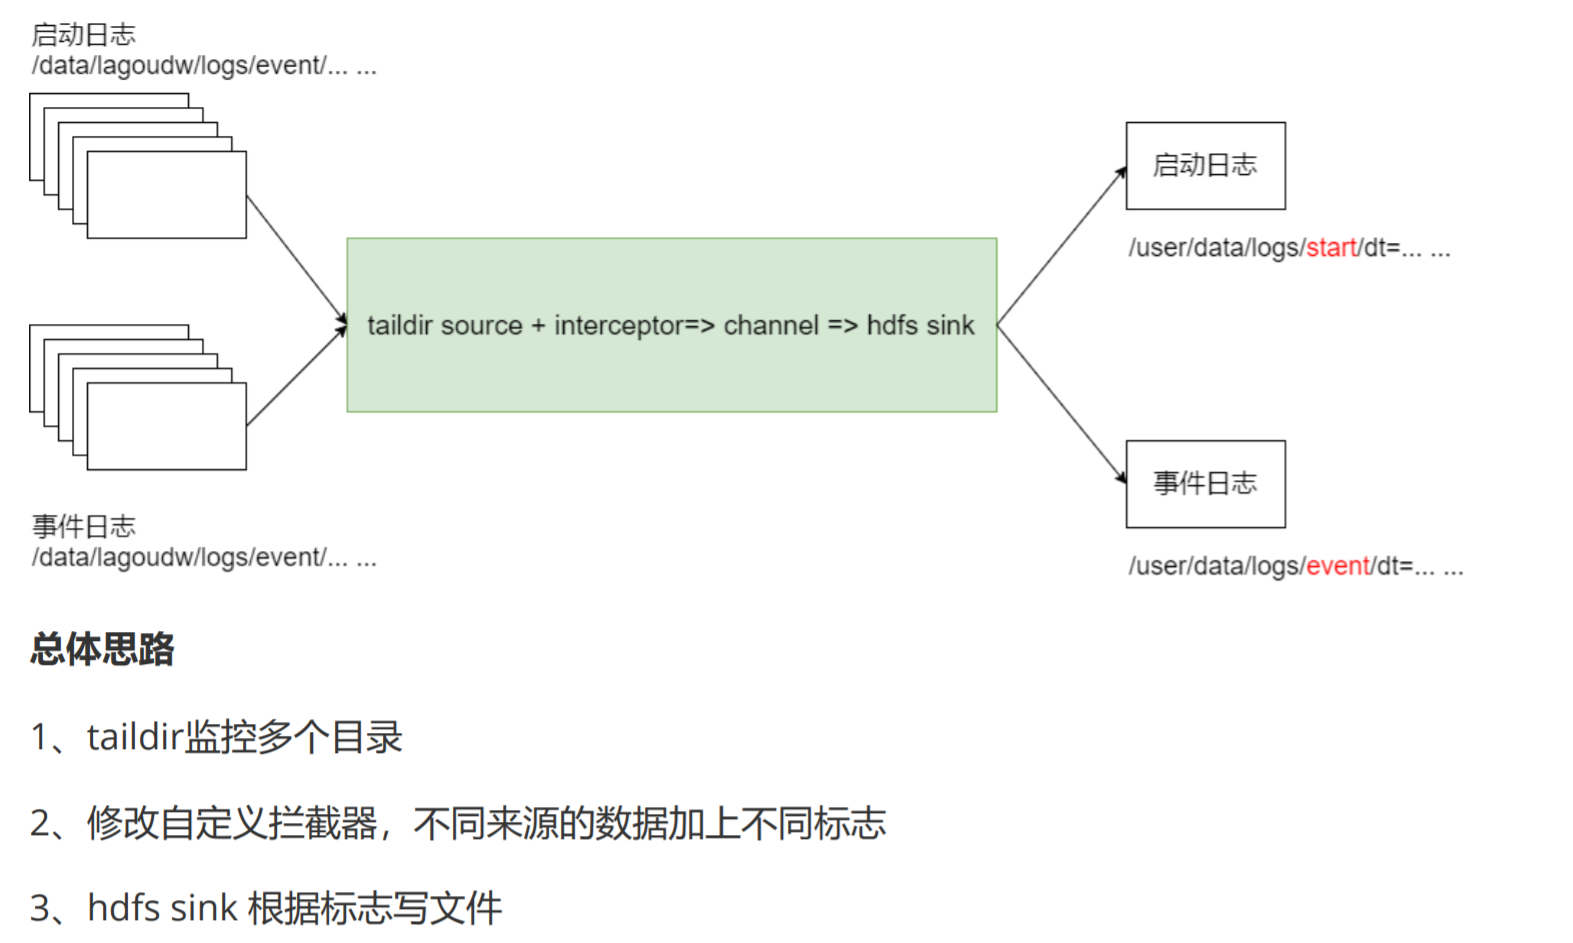 启动日志
/data/lagoudw/logs/event/... ...
启动日志
/user/data/logs/start/dt=... ...
taildir source + interceptor=> channel => hdfs sink
事件日志
/user/data/logs/event/dt=... ...
事件日志
/data/lagoudw/logs/event/... ...
总体思路
1、taildir监控多个目录
2、修改自定义拦截器，不同来源的数据加上不同标志
3、hdfs sink 根据标志写文件